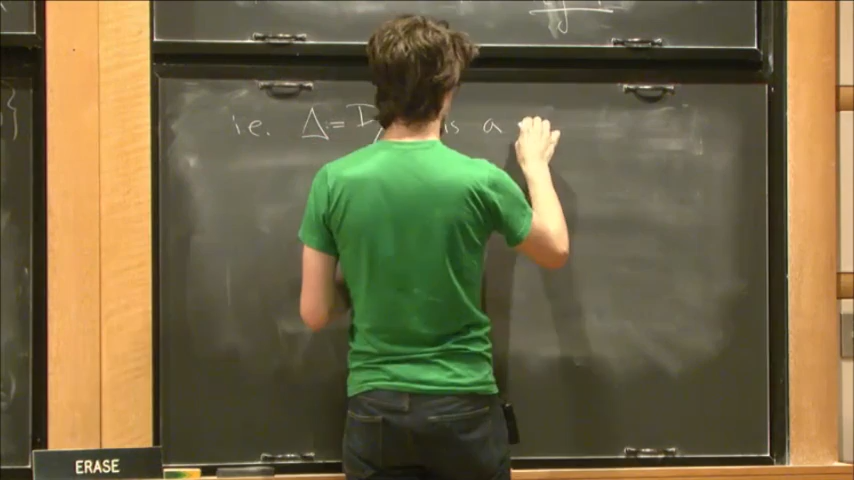 i.e. Δ:= D is a
ERASE